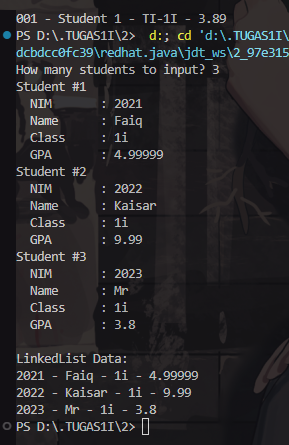 001 - Student 1 - TI-1I - 3.89
PS D:\.TUGAS1I\2>  d:; cd 'd:\.TUGAS1I
dcbdcc0fc39\redhat.java\jdt_ws\2_97e315
How many students to input? 3
Student #1
  NIM      : 2021
  Name     : Faiq
  Class    : 1i
  GPA      : 4.99999
Student #2
  NIM      : 2022
  Name     : Kaisar
  Class    : 1i
  GPA      : 9.99
Student #3
  NIM      : 2023
  Name     : Mr
  Class    : 1i
  GPA      : 3.8

LinkedList Data:
2021 - Faiq - 1i - 4.99999
2022 - Kaisar - 1i - 9.99
2023 - Mr - 1i - 3.8
PS D:\.TUGAS1I\2>